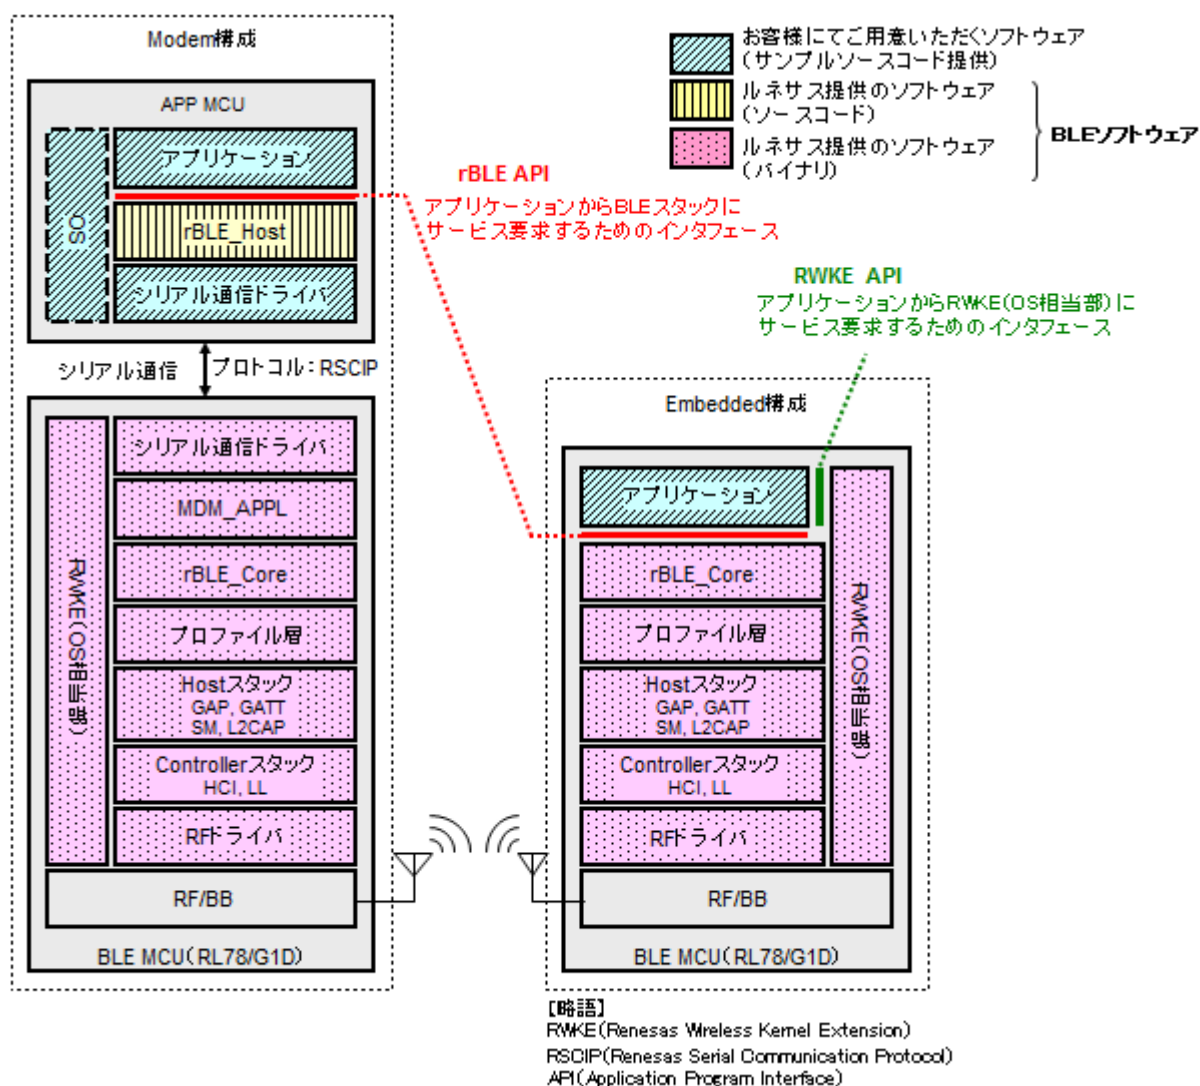 Modem構成
APP MCU
OS
アプリケーション
rBLE_Host
シリアル通信ドライバ
シリアル通信
プロトコル：RSCIP
RWKE(OS相当部)
シリアル通信ドライバ
MDM_APPL
rBLE_Core
プロファイル層
Hostスタック
GAP, GATT
SM, L2CAP
Controllerスタック
HCI, LL
RFドライバ
RF/BB
BLE MCU(RL78/G1D)
お客様にてご用意いただくソフトウェア
(サンプルソースコード提供)
ルネサス提供のソフトウェア
(ソースコード)
ルネサス提供のソフトウェア
(バイナリ)
BLEソフトウェア
rBLE API
アプリケーションからBLEスタックに
サービス要求するためのインタフェース
RWKE API
アプリケーションからRWKE(OS相当部)に
サービス要求するためのインタフェース
Embedded構成
アプリケーション
rBLE_Core
プロファイル層
Hostスタック
GAP, GATT
SM, L2CAP
Controllerスタック
HCI, LL
RFドライバ
RWKE(OS相当部)
RF/BB
BLE MCU(RL78/G1D)
【略語】
RWKE(Renesas Wireless Kernel Extension)
RSCIP(Renesas Serial Communication Protocol)
API(Application Program Interface)